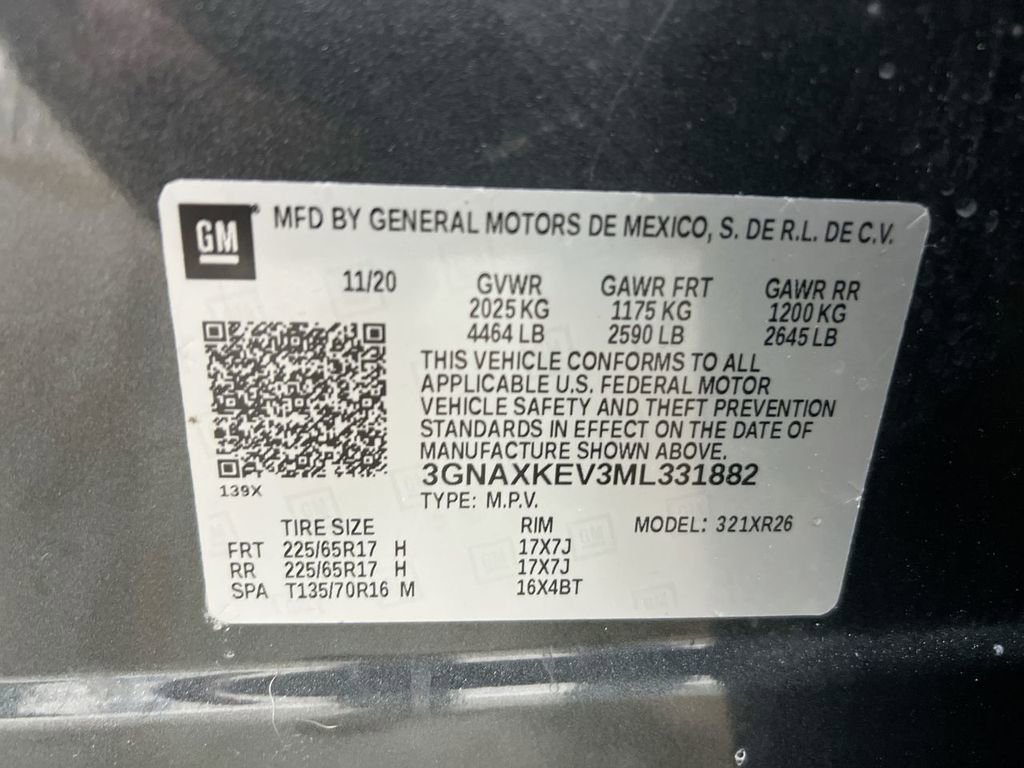 GM® MFD BY GENERAL MOTORS DE MEXICO, S. DE R.L. DE C.V.
11/20 GVWR GAWR FRT GAWR RR
2025 KG 1175 KG 1200 KG
4464 LB 2590 LB 2645 LB
THIS VEHICLE CONFORMS TO ALL
APPLICABLE U.S. FEDERAL MOTOR
VEHICLE SAFETY AND THEFT PREVENTION
STANDARDS IN EFFECT ON THE DATE OF
MANUFACTURE SHOWN ABOVE.
3GNAXKEV3ML331882
139X
TYPE: M.P.V.
TIRE SIZE RIM MODEL: 321XR26
FRT 225/65R17 H 17X7J
RR 225/65R17 H 17X7J
SPA T135/70R16 M 16X4BT